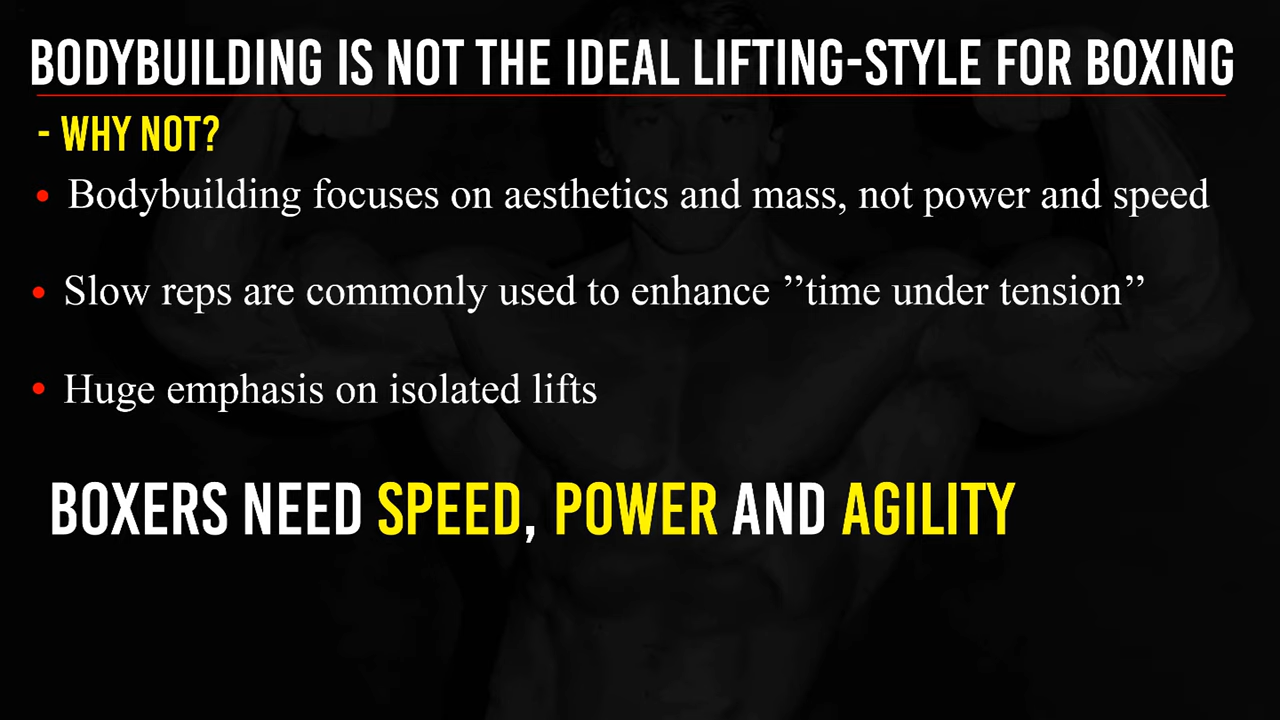 BODYBUILDING IS NOT THE IDEAL LIFTING-STYLE FOR BOXING
- WHY NOT?
• Bodybuilding focuses on aesthetics and mass, not power and speed
• Slow reps are commonly used to enhance ”time under tension”
• Huge emphasis on isolated lifts
BOXERS NEED SPEED, POWER AND AGILITY